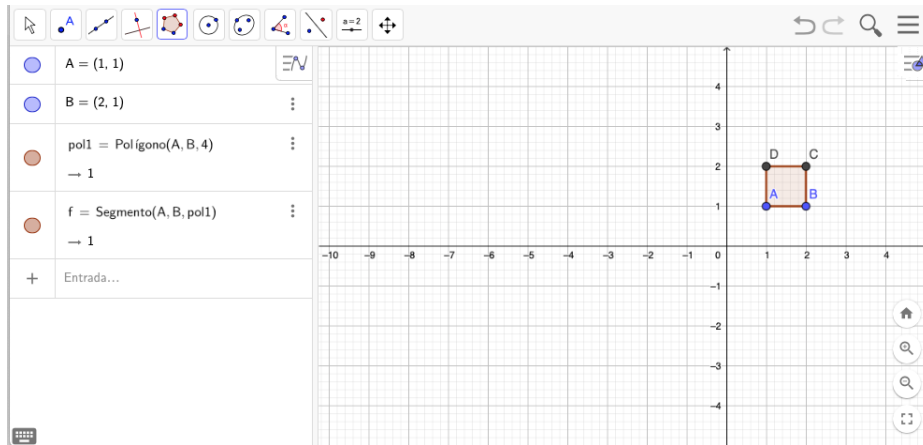 A
a=2
A = (1, 1)
B = (2, 1)
pol1 = Polígono(A, B, 4)
→ 1
f = Segmento(A, B, pol1)
→ 1
+ Entrada...
4
3
D C
2
A B
1
-10 -9 -8 -7 -6 -5 -4 -3 -2 -1 0 1 2 3 4
-1
-2
-3
-4